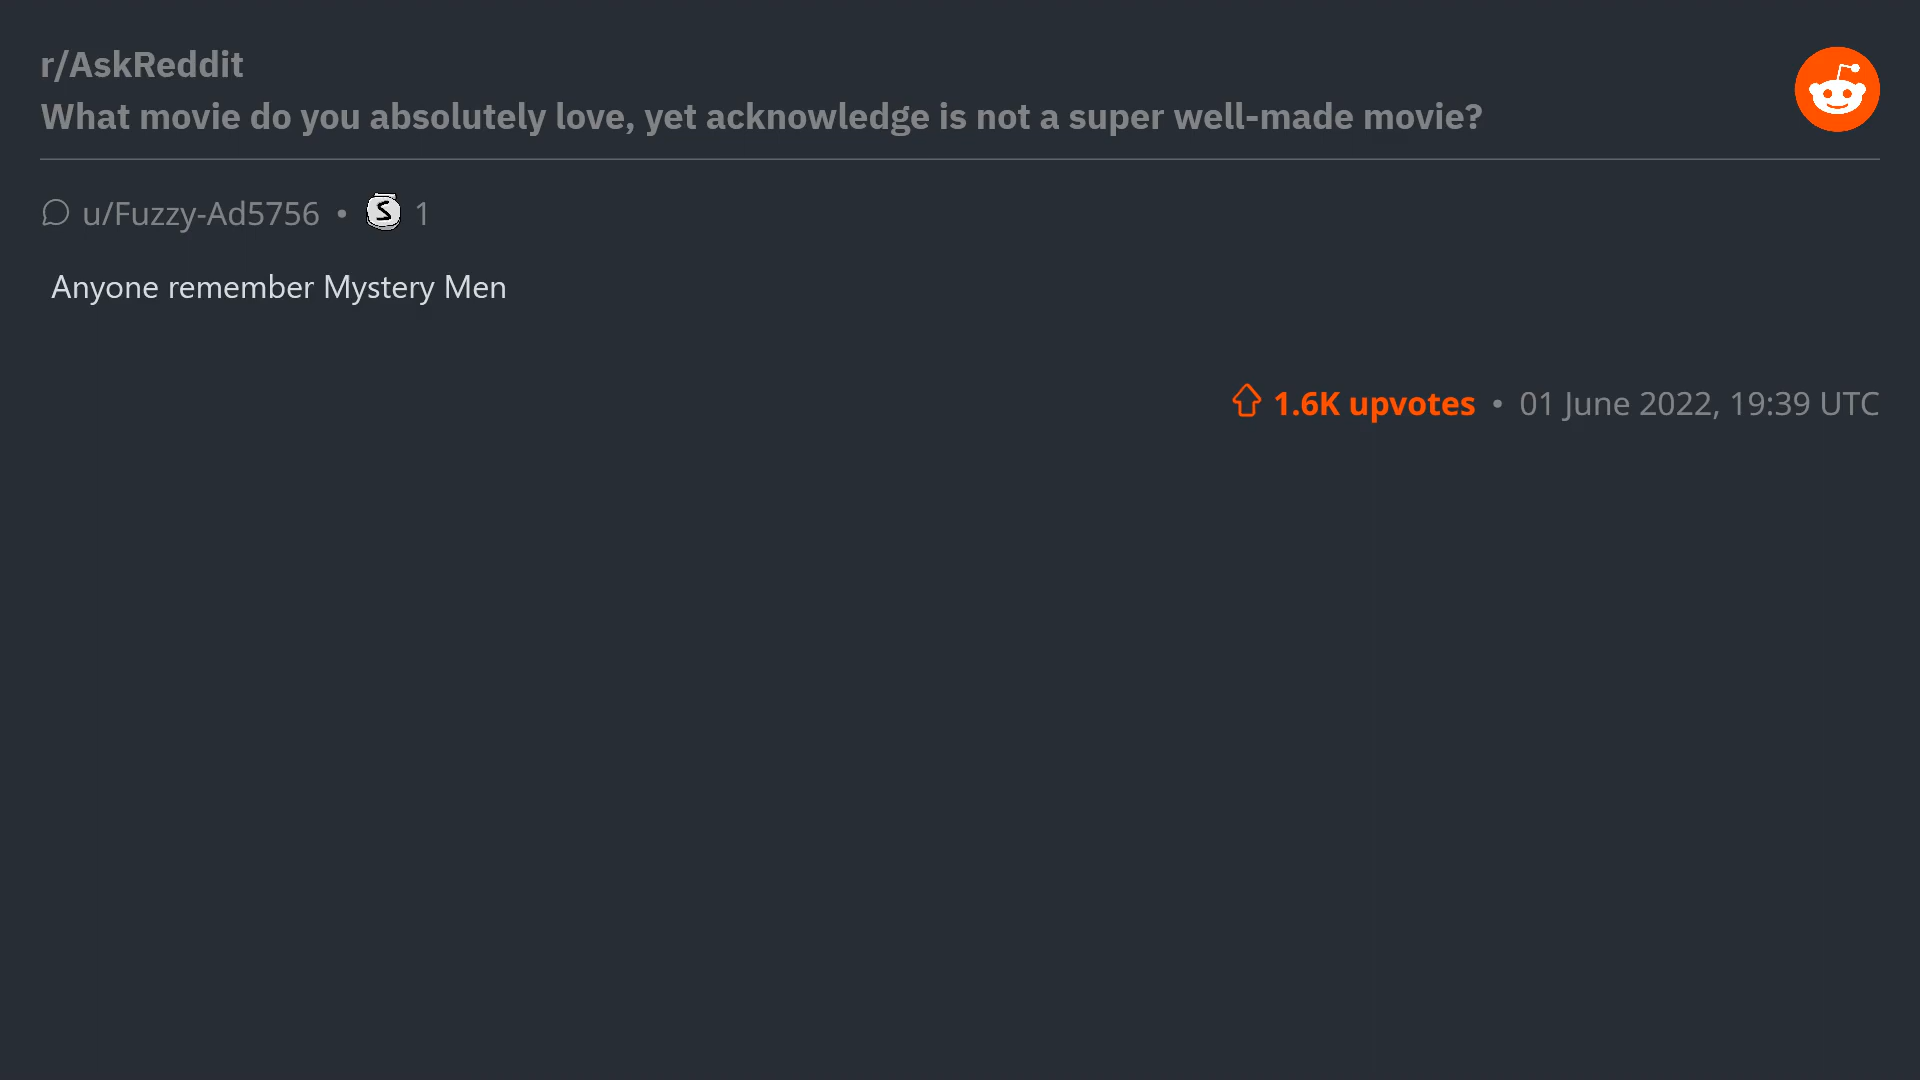 r/AskReddit
What movie do you absolutely love, yet acknowledge is not a super well-made movie?
u/Fuzzy-Ad5756 • S 1
Anyone remember Mystery Men
1.6K upvotes • 01 June 2022, 19:39 UTC